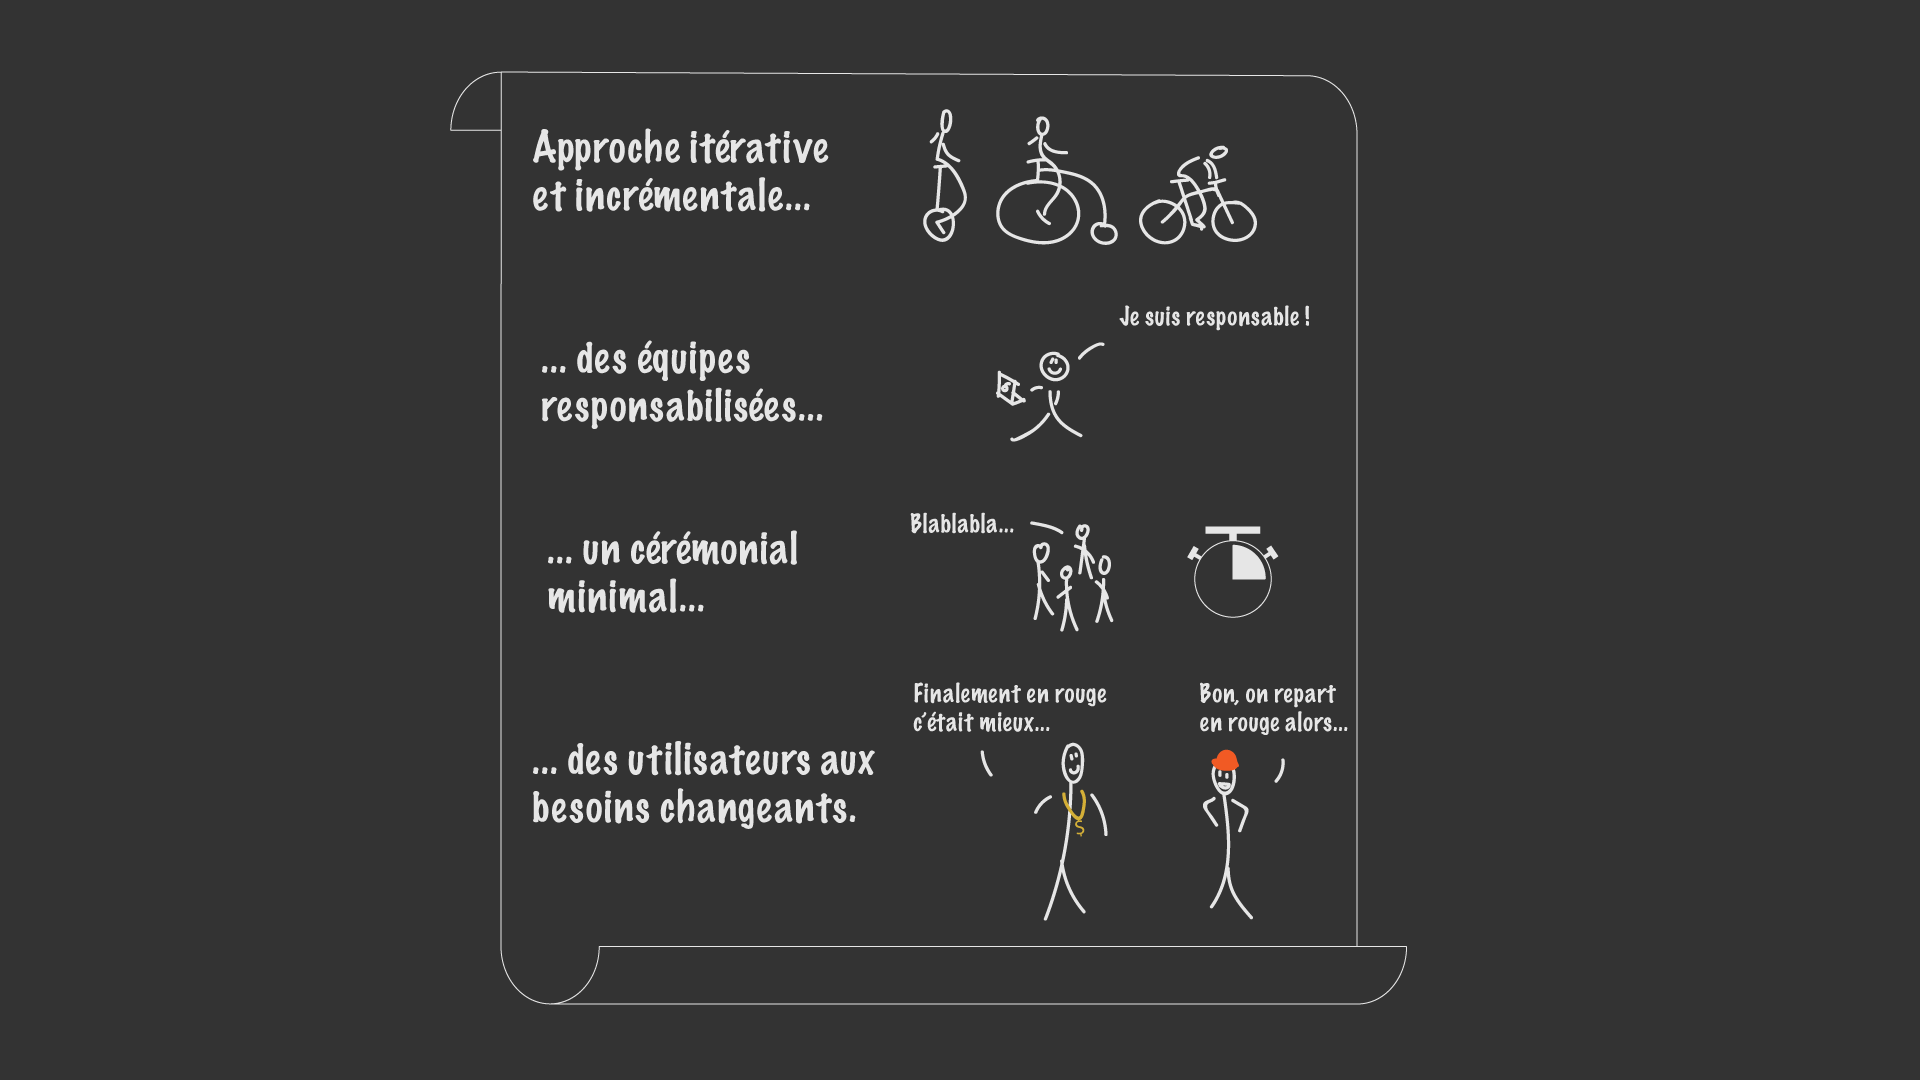 Approche itérative
et incrémentale...
Je suis responsable !
... des équipes
responsabilisées...
Blablabla...
... un cérémonial
minimal...
Finalement en rouge
c'était mieux...
Bon, on repart
en rouge alors...
... des utilisateurs aux
besoins changeants.
$